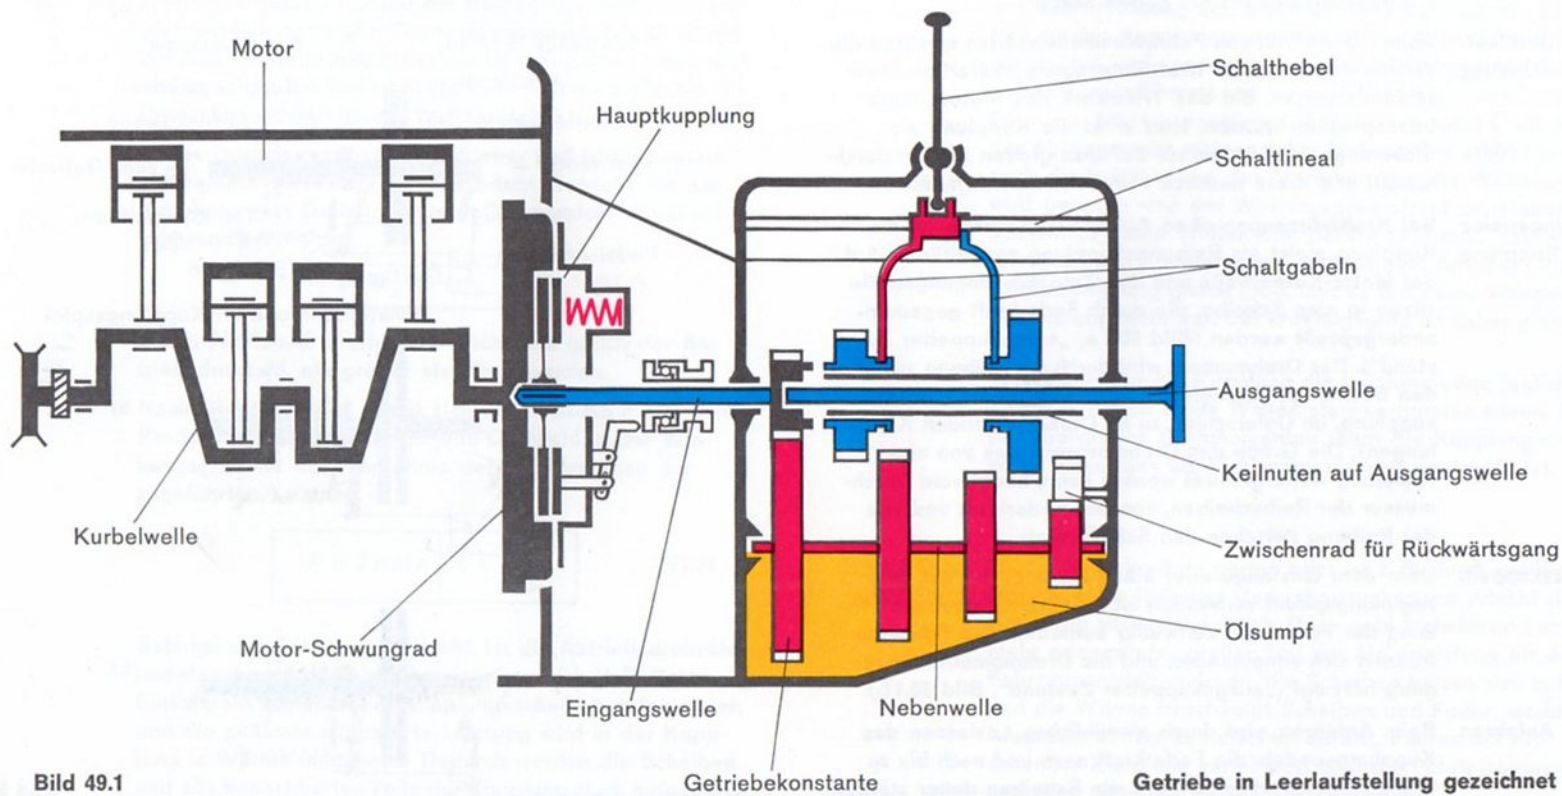 Motor
Schalthebel
Hauptkupplung
Schaltlineal
Schaltgabeln
Ausgangswelle
Keilnuten auf Ausgangswelle
Kurbelwelle
Zwischenrad für Rückwärtsgang
Ölsumpf
Motor-Schwungrad
Eingangswelle
Nebenwelle
Getriebekonstante
Bild 49.1
Getriebe in Leerlaufstellung gezeichnet